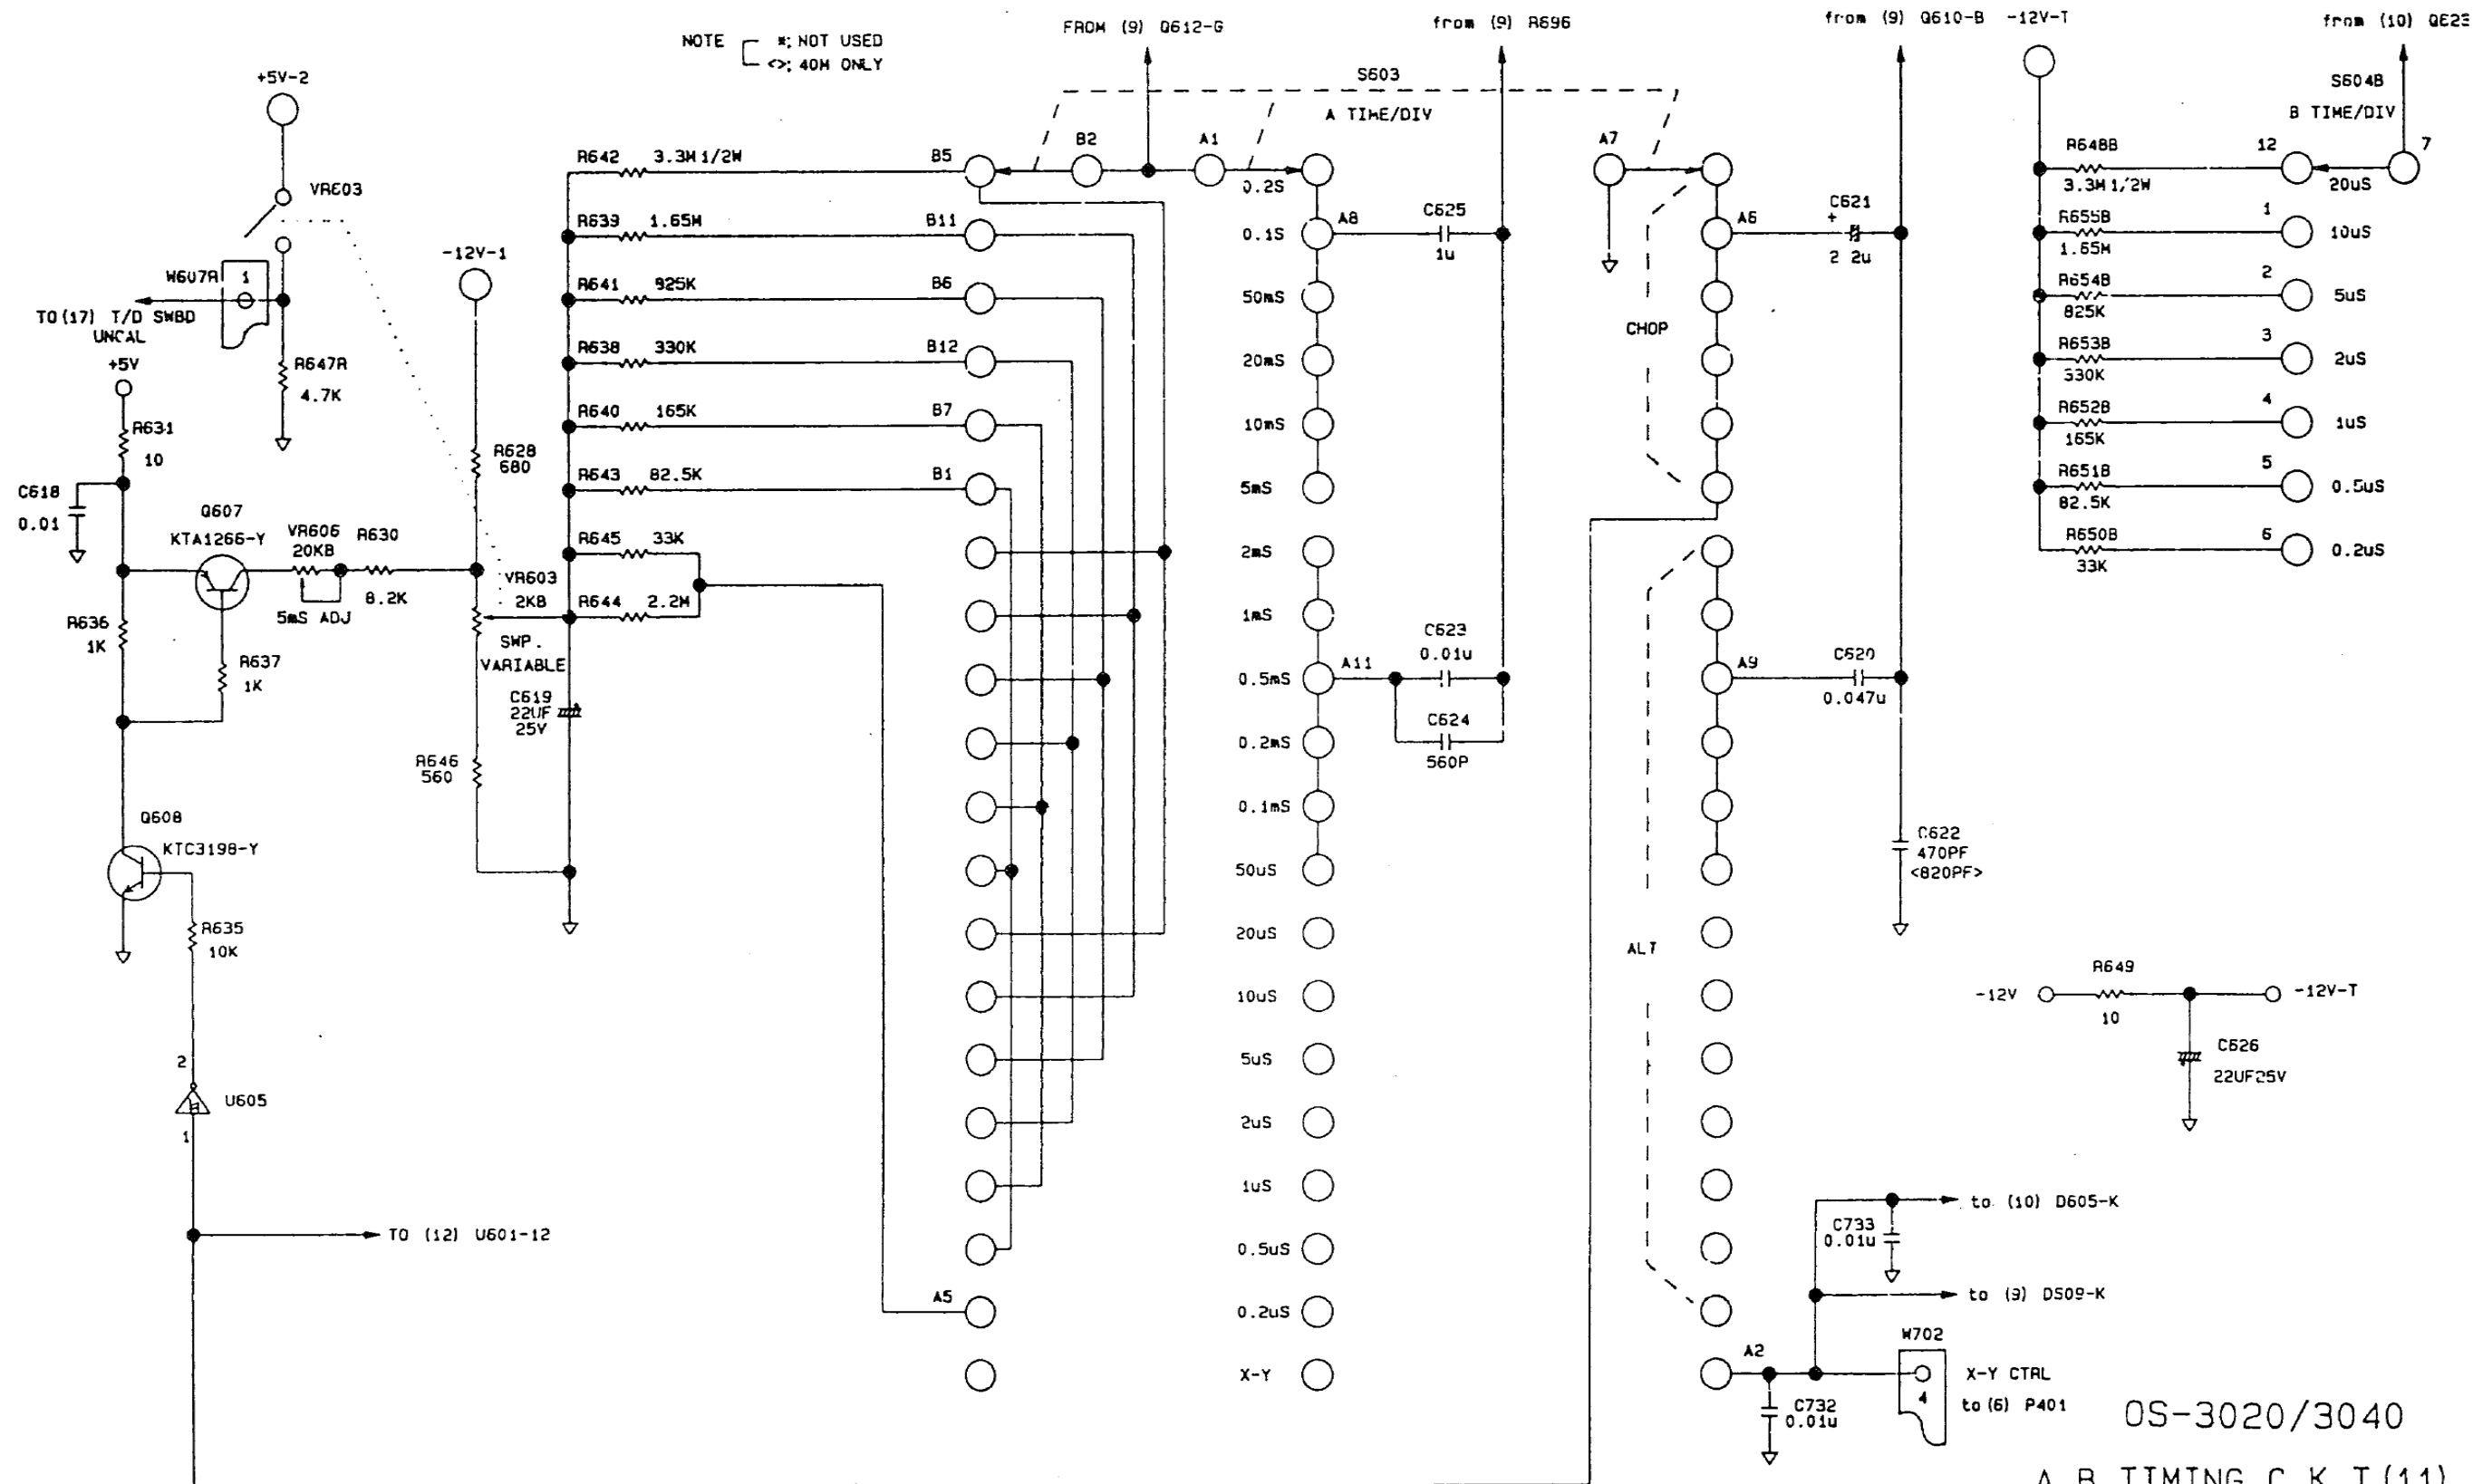 NOTE *; NOT USED
<>; 40M ONLY
FROM (9) Q612-G
from (9) R696
from (9) Q610-B
-12V-T
from (10) Q623
+5V-2
VR603
W607R
1
TO (17) T/D SWBD
UNCAL
+5V
R647R
4.7K
R631
10
C618
0.01
Q607
KTA1266-Y
VR606
20KB
5mS ADJ
R630
8.2K
R636
1K
R637
1K
Q608
KTC3198-Y
R635
10K
2
U605
1
TO (12) U601-12
-12V-1
R628
680
VR603
2KB
SWP.
VARIABLE
C619
22UF
25V
R646
560
R642 3.3M 1/2W B5
R639 1.65M B11
R641 825K B6
R638 330K B12
R640 165K B7
R643 82.5K B1
R645 33K
R644 2.2M
A5
B2
A1
S603
A TIME/DIV
0.2S
0.1S
50mS
20mS
10mS
5mS
2mS
1mS
0.5mS
0.2mS
0.1mS
50uS
20uS
10uS
5uS
2uS
1uS
0.5uS
0.2uS
X-Y
A8
C625
1u
A11
C623
0.01u
C624
560P
A7
CHOP
ALT
A6
C621
+
2 2u
A9
C620
0.047u
C622
470PF
<820PF>
A2
C732
0.01u
C733
0.01u
to (10) D605-K
to (9) D509-K
W702
4
X-Y CTRL
to (6) P401
S604B
B TIME/DIV
7
R648B
3.3M 1/2W
12
20uS
R655B
1.65M
1
10uS
R654B
825K
2
5uS
R653B
330K
3
2uS
R652B
165K
4
1uS
R651B
82.5K
5
0.5uS
R650B
33K
6
0.2uS
-12V
R649
10
-12V-T
C626
22UF25V
OS-3020/3040
A,B TIMING C K T (11)